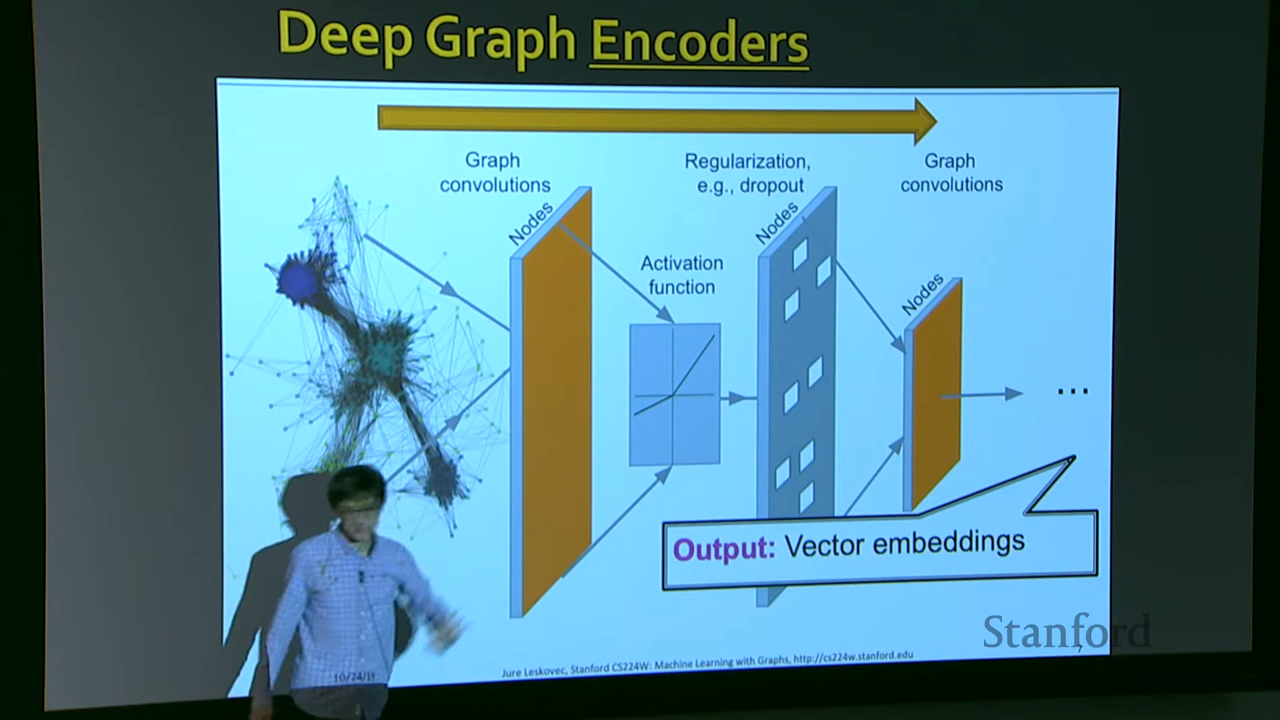 Deep Graph Encoders
Graph
convolutions
Regularization,
e.g., dropout
Graph
convolutions
Nodes
Nodes
Activation
function
Nodes
...
Output: Vector embeddings
Stanford
Jure Leskovec, Stanford CS224W: Machine Learning with Graphs, http://cs224w.stanford.edu